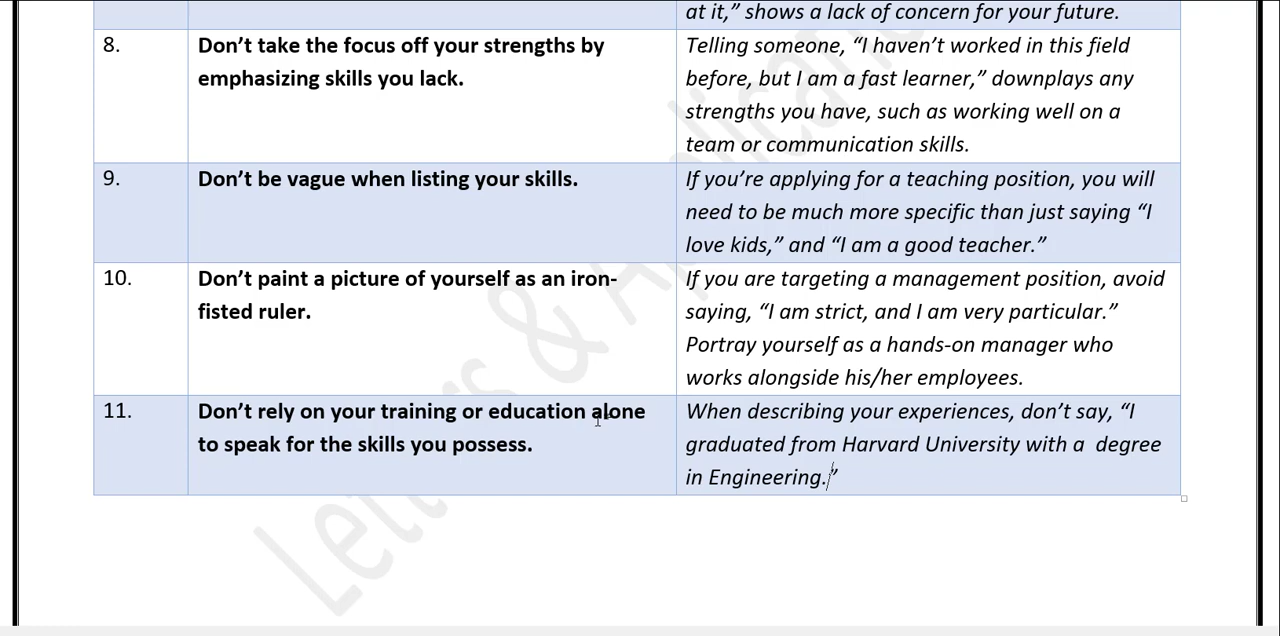 at it,” shows a lack of concern for your future.
8.
Don’t take the focus off your strengths by
emphasizing skills you lack.
Telling someone, “I haven’t worked in this field
before, but I am a fast learner,” downplays any
strengths you have, such as working well on a
team or communication skills.
9.
Don’t be vague when listing your skills.
If you’re applying for a teaching position, you will
need to be much more specific than just saying “I
love kids,” and “I am a good teacher.”
10.
Don’t paint a picture of yourself as an iron-
fisted ruler.
If you are targeting a management position, avoid
saying, “I am strict, and I am very particular.”
Portray yourself as a hands-on manager who
works alongside his/her employees.
11.
Don’t rely on your training or education alone
to speak for the skills you possess.
When describing your experiences, don’t say, “I
graduated from Harvard University with a  degree
in Engineering.”
Letters &